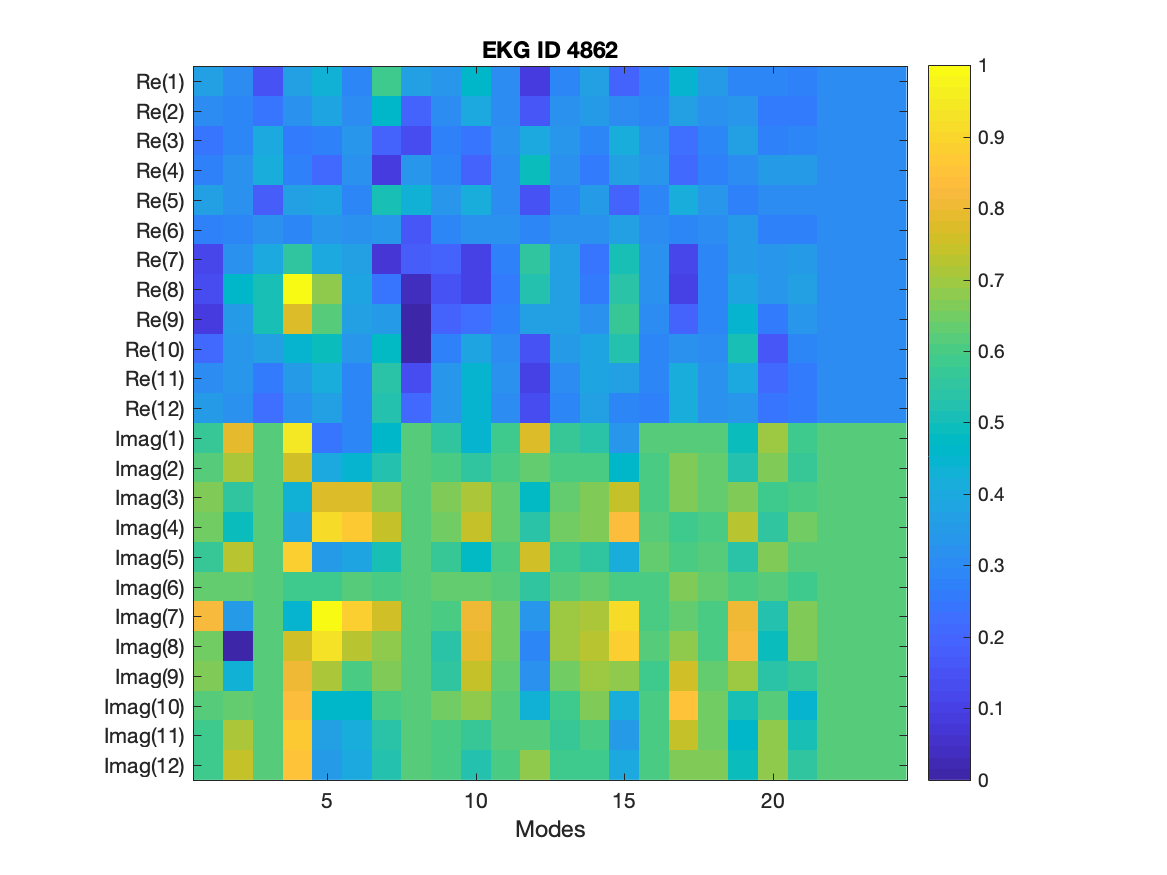 EKG ID 4862
Re(1)
Re(2)
Re(3)
Re(4)
Re(5)
Re(6)
Re(7)
Re(8)
Re(9)
Re(10)
Re(11)
Re(12)
Imag(1)
Imag(2)
Imag(3)
Imag(4)
Imag(5)
Imag(6)
Imag(7)
Imag(8)
Imag(9)
Imag(10)
Imag(11)
Imag(12)
5 10 15 20
Modes
1
0.9
0.8
0.7
0.6
0.5
0.4
0.3
0.2
0.1
0